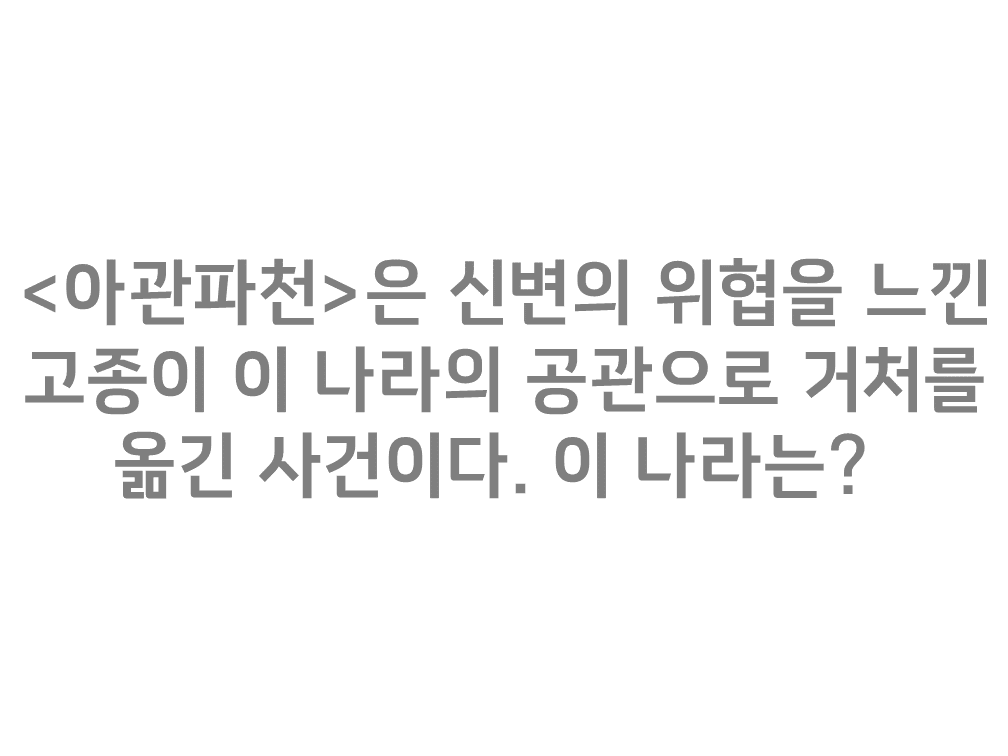 <아관파천>은 신변의 위협을 느낀
고종이 이 나라의 공관으로 거처를
옮긴 사건이다. 이 나라는?